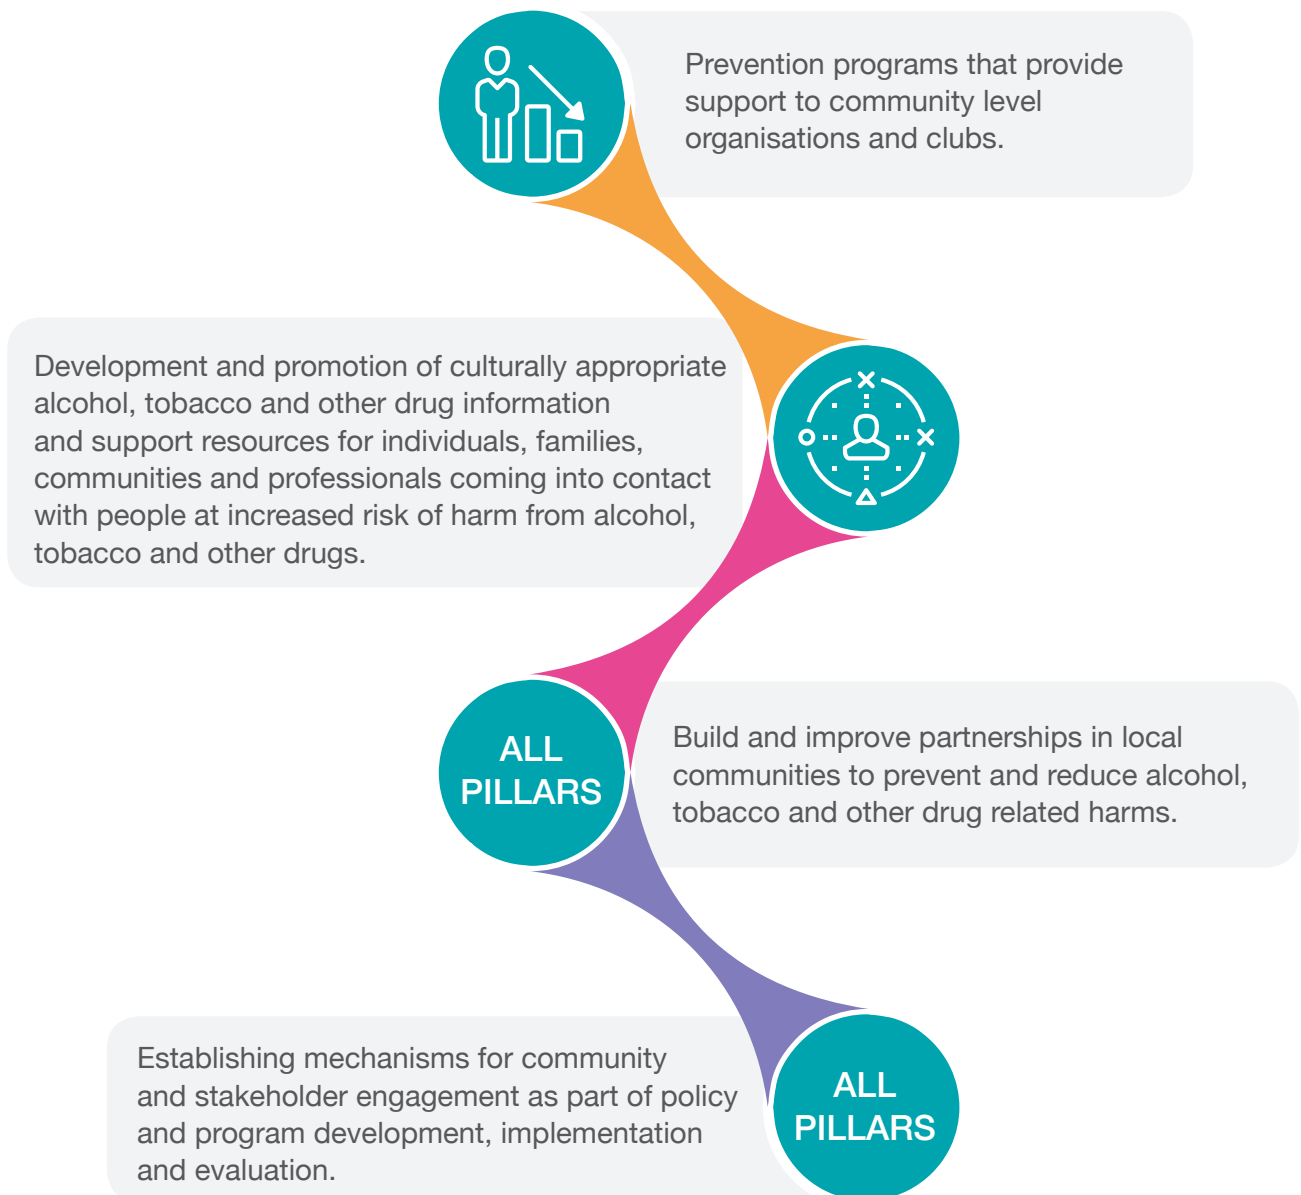 Prevention programs that provide
support to community level
organisations and clubs.
Development and promotion of culturally appropriate
alcohol, tobacco and other drug information
and support resources for individuals, families,
communities and professionals coming into contact
with people at increased risk of harm from alcohol,
tobacco and other drugs.
ALL
PILLARS
Build and improve partnerships in local
communities to prevent and reduce alcohol,
tobacco and other drug related harms.
Establishing mechanisms for community
and stakeholder engagement as part of policy
and program development, implementation
and evaluation.
ALL
PILLARS